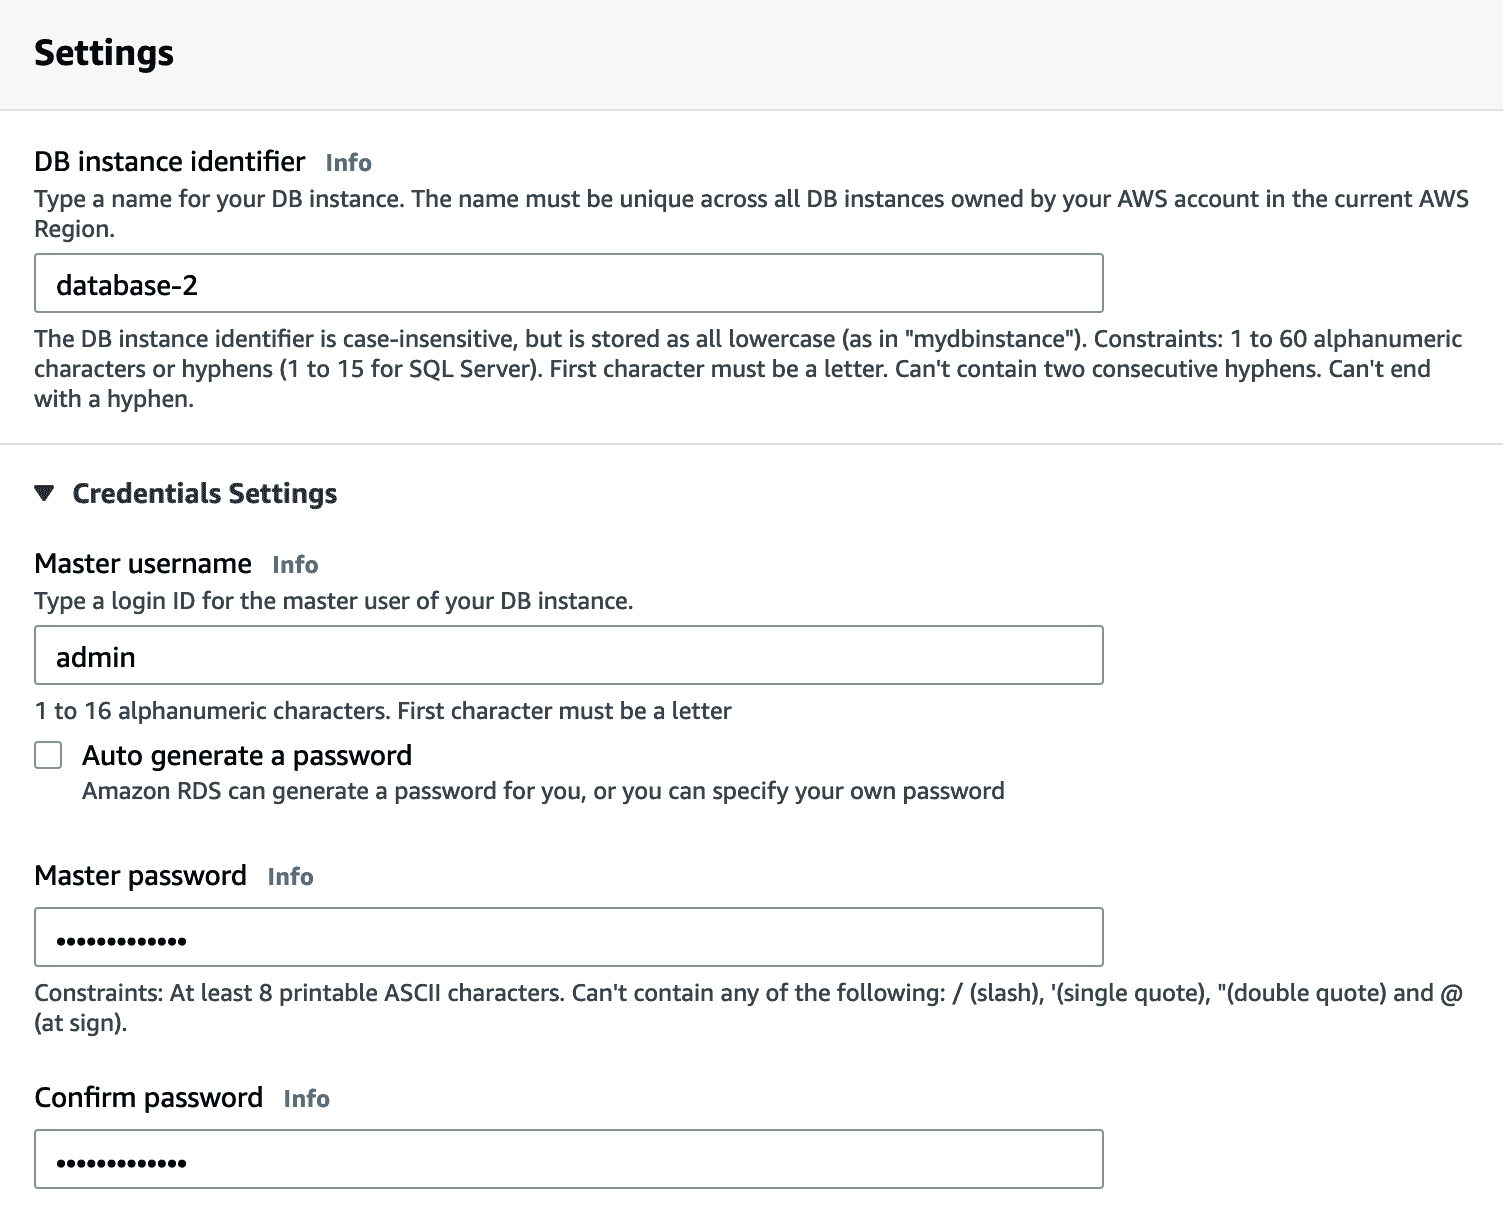 Settings
DB instance identifier Info
Type a name for your DB instance. The name must be unique across all DB instances owned by your AWS account in the current AWS
Region.
database-2
The DB instance identifier is case-insensitive, but is stored as all lowercase (as in "mydbinstance"). Constraints: 1 to 60 alphanumeric
characters or hyphens (1 to 15 for SQL Server). First character must be a letter. Can't contain two consecutive hyphens. Can't end
with a hyphen.
Credentials Settings
Master username Info
Type a login ID for the master user of your DB instance.
admin
1 to 16 alphanumeric characters. First character must be a letter
Auto generate a password
Amazon RDS can generate a password for you, or you can specify your own password
Master password Info
•••••••••••••
Constraints: At least 8 printable ASCII characters. Can't contain any of the following: / (slash), '(single quote), "(double quote) and @
(at sign).
Confirm password Info
•••••••••••••